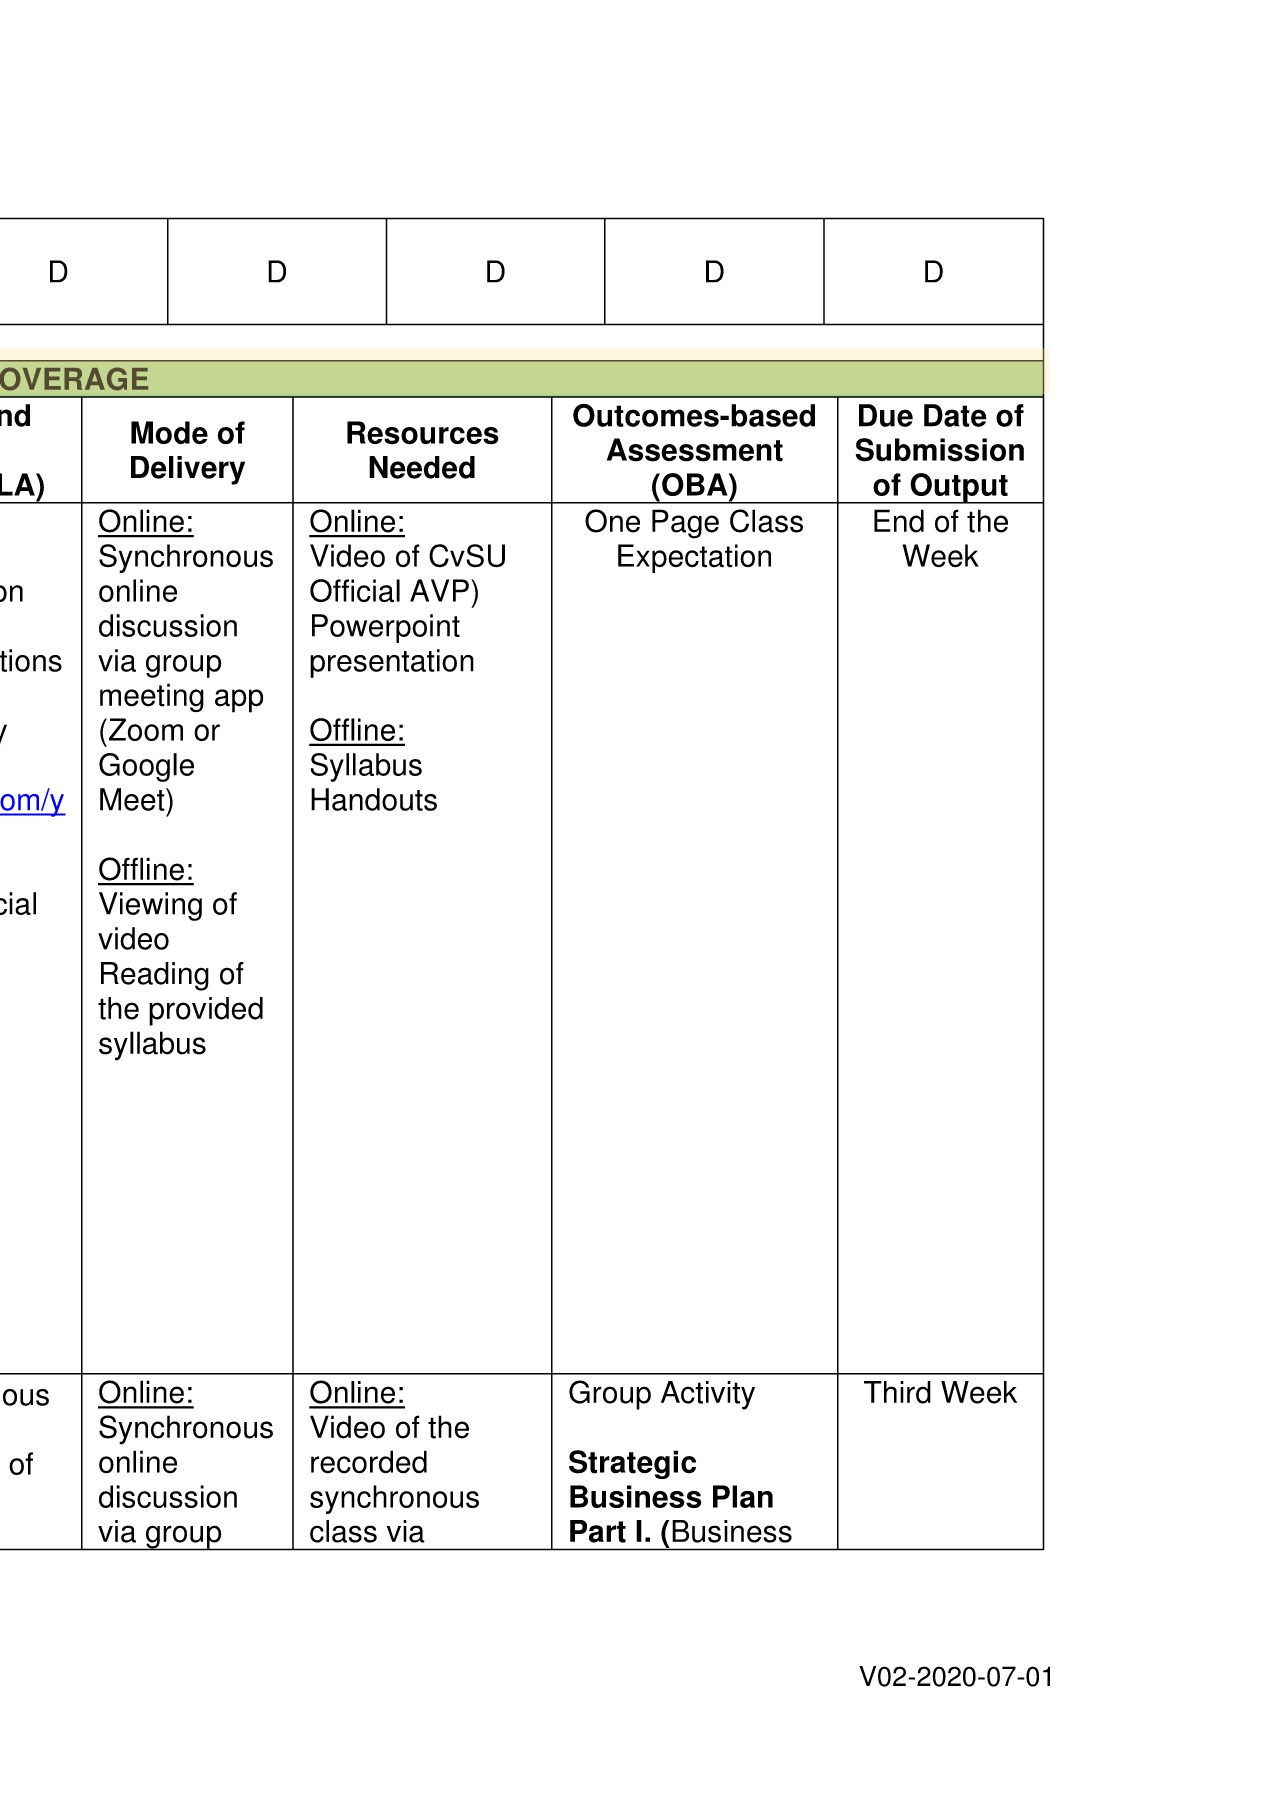 D D D D D
OVERAGE
nd
LA)
Mode of
Delivery
Resources
Needed
Outcomes-based
Assessment
(OBA)
Due Date of
Submission
of Output
on
tions
y
om/y
cial
Online:
Synchronous
online
discussion
via group
meeting app
(Zoom or
Google
Meet)
Offline:
Viewing of
video
Reading of
the provided
syllabus
Online:
Video of CvSU
Official AVP)
Powerpoint
presentation
Offline:
Syllabus
Handouts
One Page Class
Expectation
End of the
Week
ous
of
Online:
Synchronous
online
discussion
via group
Online:
Video of the
recorded
synchronous
class via
Group Activity
Strategic
Business Plan
Part I. (Business
Third Week
V02-2020-07-01